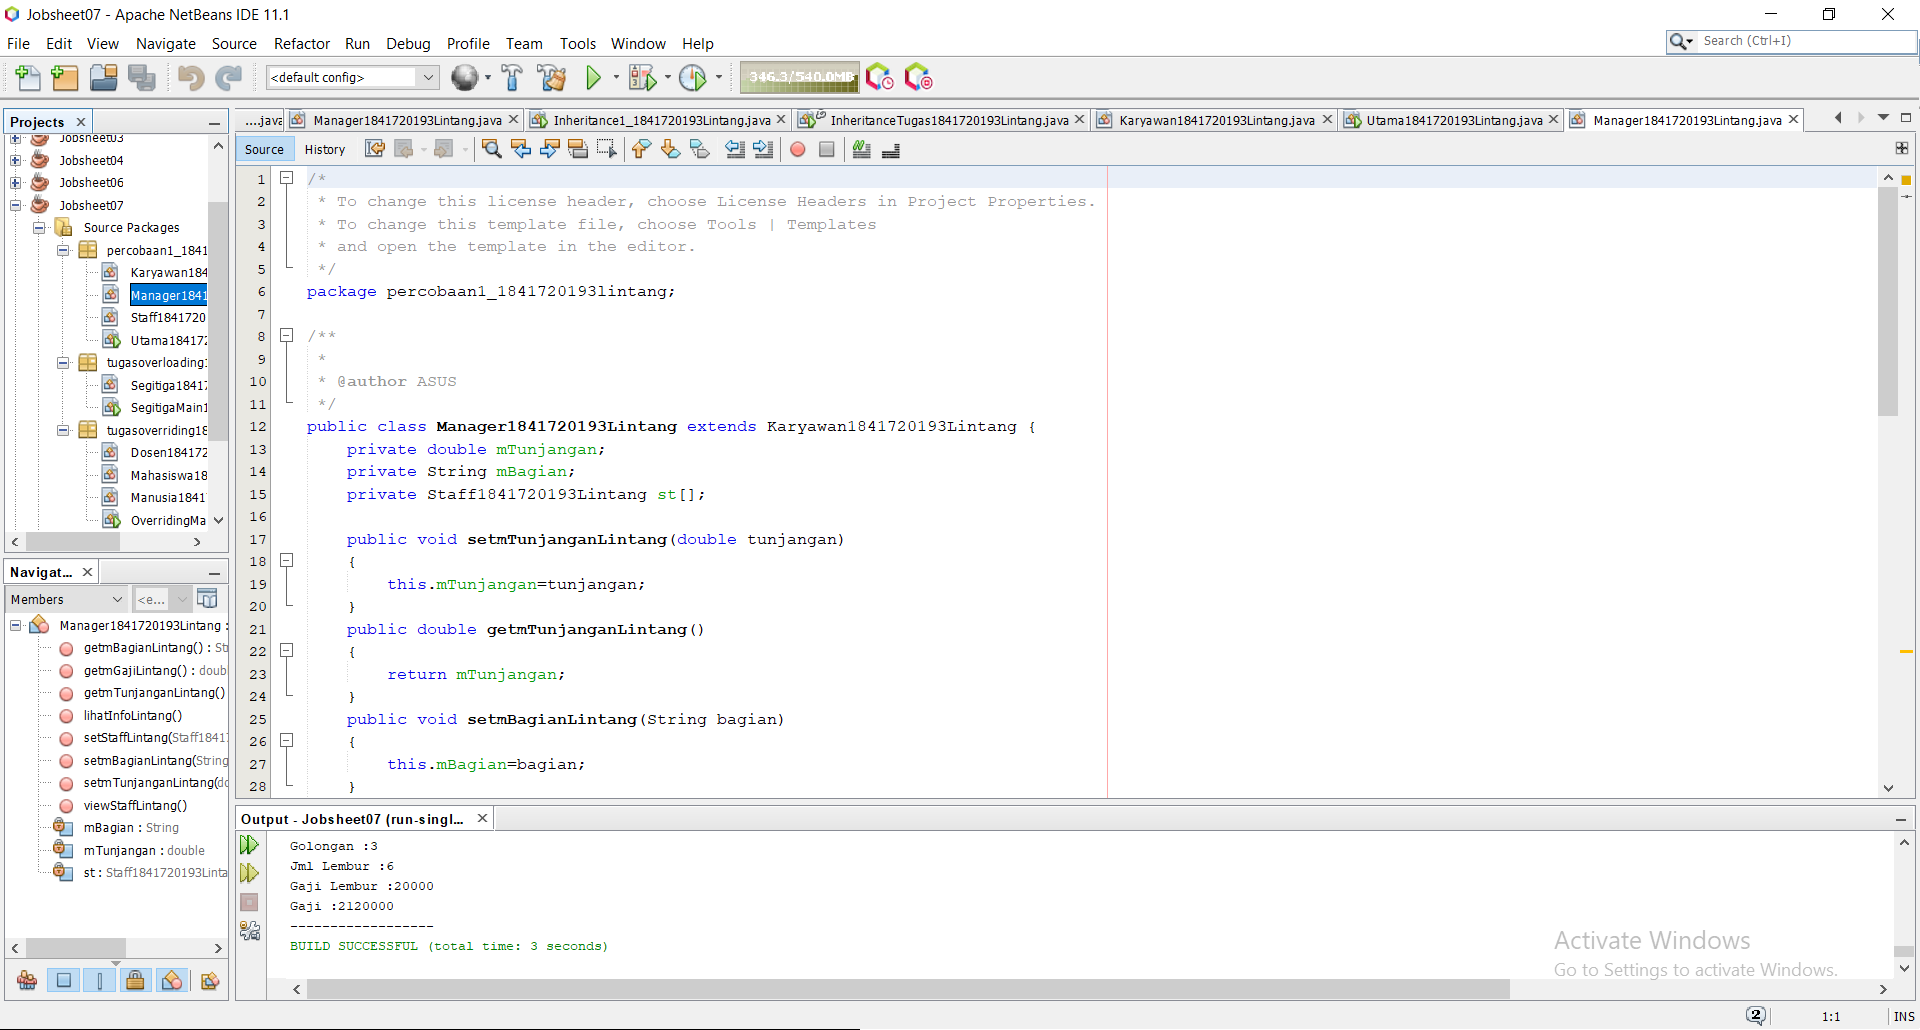 Jobsheet07 - Apache NetBeans IDE 11.1
File Edit View Navigate Source Refactor Run Debug Profile Team Tools Window Help
Search (Ctrl+I)
<default config>
346.3/540.0MB
Projects
Jobsheet03
Jobsheet04
Jobsheet06
Jobsheet07
Source Packages
percobaan1_1841
Karyawan184
Manager1841
Staff1841720
Utama184172
tugasoverloading1
Segitiga18417
SegitigaMain1
tugasoverriding18
Dosen184172
Mahasiswa18
Manusia1841
OverridingMa
Navigat...
Members
<e...
Manager1841720193Lintang :
getmBagianLintang() : St
getmGajiLintang() : doub
getmTunjanganLintang()
lihatInfoLintang()
setStaffLintang(Staff1841
setmBagianLintang(String
setmTunjanganLintang(do
viewStaffLintang()
mBagian : String
mTunjangan : double
st : Staff1841720193Linta
....java Manager1841720193Lintang.java Inheritance1_1841720193Lintang.java InheritanceTugas1841720193Lintang.java Karyawan1841720193Lintang.java Utama1841720193Lintang.java Manager1841720193Lintang.java
Source History
1 /*
2 * To change this license header, choose License Headers in Project Properties.
3 * To change this template file, choose Tools | Templates
4 * and open the template in the editor.
5 */
6 package percobaan1_1841720193lintang;
7
8 /**
9 *
10 * @author ASUS
11 */
12 public class Manager1841720193Lintang extends Karyawan1841720193Lintang {
13 private double mTunjangan;
14 private String mBagian;
15 private Staff1841720193Lintang st[];
16
17 public void setmTunjanganLintang(double tunjangan)
18 {
19 this.mTunjangan=tunjangan;
20 }
21 public double getmTunjanganLintang()
22 {
23 return mTunjangan;
24 }
25 public void setmBagianLintang(String bagian)
26 {
27 this.mBagian=bagian;
28 }
Output - Jobsheet07 (run-singl...
Golongan :3
Jml Lembur :6
Gaji Lembur :20000
Gaji :2120000
------------------
BUILD SUCCESSFUL (total time: 3 seconds)
Activate Windows
Go to Settings to activate Windows.
2
1:1
INS